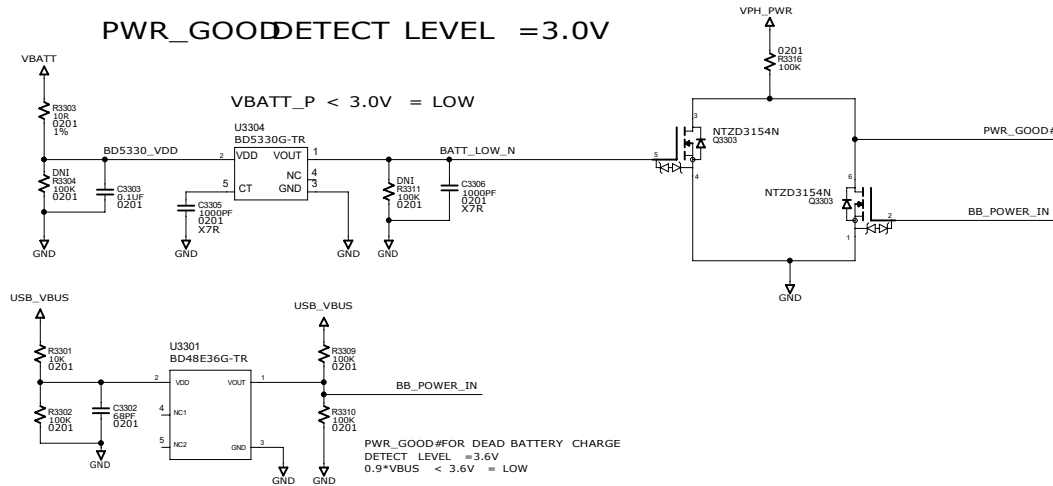 PWR_GOOD DETECT LEVEL =3.0V
VBATT
R3303
10R
0201
1%
VBATT_P < 3.0V = LOW
U3304
BD5330G-TR
BD5330_VDD
2
VDD
VOUT
1
NC
4
5
CT
GND
3
BATT_LOW_N
DNI
R3304
100K
0201
C3303
0.1UF
0201
C3305
1000PF
0201
X7R
DNI
R3311
100K
0201
C3306
1000PF
0201
X7R
GND
GND
GND
GND
VPH_PWR
0201
R3316
100K
3
NTZD3154N
Q3303
5
4
PWR_GOOD#
6
NTZD3154N
Q3303
2
BB_POWER_IN
1
GND
USB_VBUS
R3301
10K
0201
U3301
BD48E36G-TR
2
VDD
VOUT
1
4
NC1
5
NC2
GND
3
R3302
100K
0201
C3302
68PF
0201
GND
GND
USB_VBUS
R3309
100K
0201
BB_POWER_IN
R3310
100K
0201
GND
PWR_GOOD#FOR DEAD BATTERY CHARGE
DETECT LEVEL =3.6V
0.9*VBUS < 3.6V = LOW